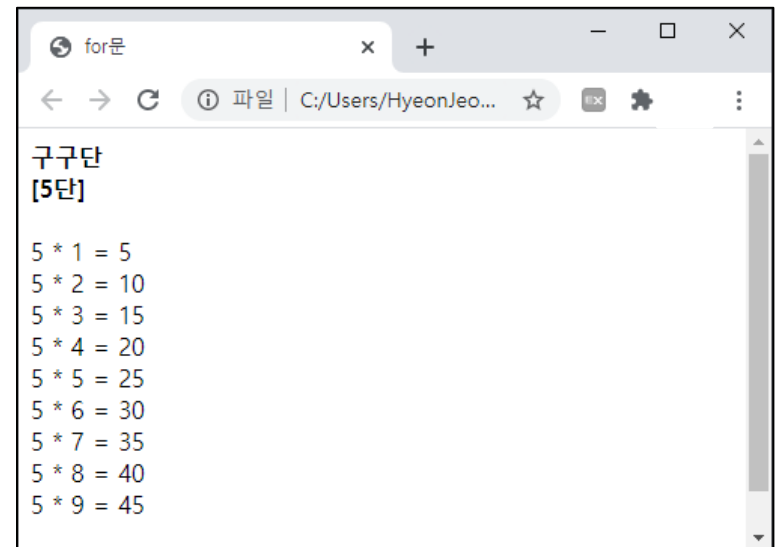 for문
파일 | C:/Users/HyeonJeo...
구구단
[5단]
5 * 1 = 5
5 * 2 = 10
5 * 3 = 15
5 * 4 = 20
5 * 5 = 25
5 * 6 = 30
5 * 7 = 35
5 * 8 = 40
5 * 9 = 45